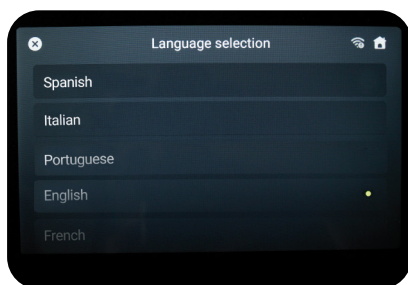 Language selection
Spanish
Italian
Portuguese
English
French